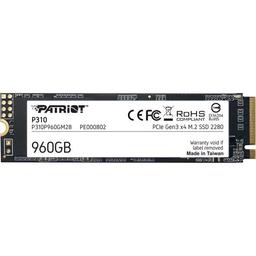 PATRIOT
P310
P310P960GM28 PE000802
960GB
CE FC RoHS COMPLIANT
PCIe Gen3 x4 M.2 SSD 2280
Made in Taiwan
Warranty void if
label is removed